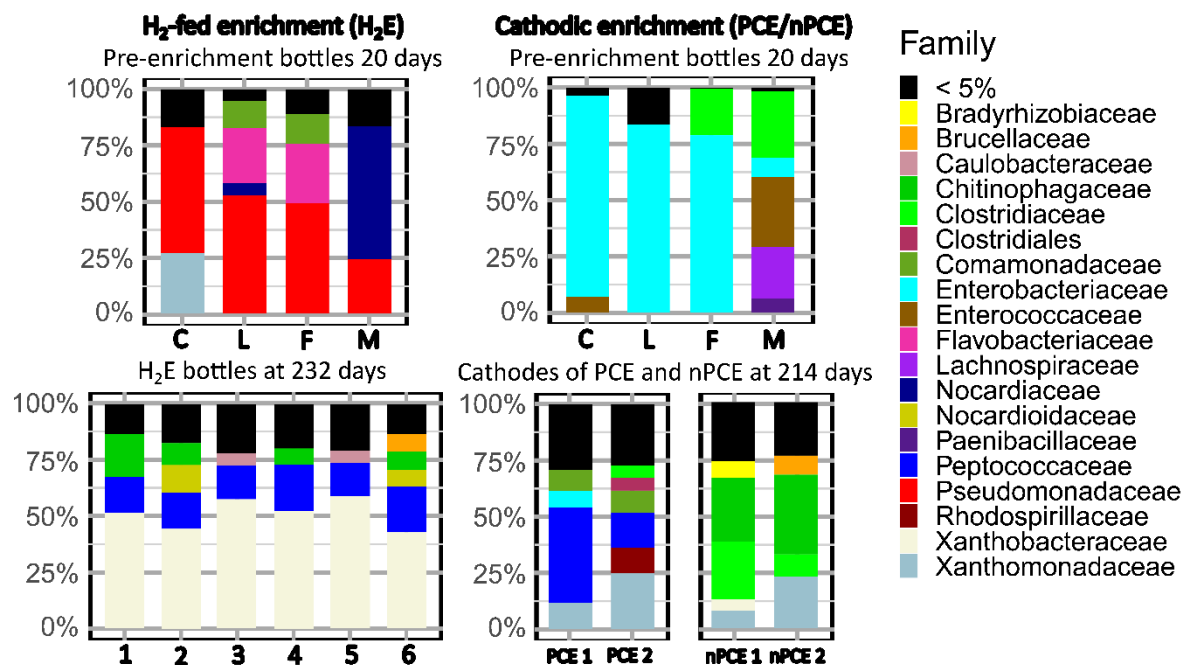 H₂-fed enrichment (H₂E)
Pre-enrichment bottles 20 days
100%
75%
50%
25%
0%
C L F M
Cathodic enrichment (PCE/nPCE)
Pre-enrichment bottles 20 days
100%
75%
50%
25%
0%
C L F M
H₂E bottles at 232 days
100%
75%
50%
25%
0%
1 2 3 4 5 6
Cathodes of PCE and nPCE at 214 days
100%
75%
50%
25%
0%
PCE 1 PCE 2 nPCE 1 nPCE 2
Family
< 5%
Bradyrhizobiaceae
Brucellaceae
Caulobacteraceae
Chitinophagaceae
Clostridiaceae
Clostridiales
Comamonadaceae
Enterobacteriaceae
Enterococcaceae
Flavobacteriaceae
Lachnospiraceae
Nocardiaceae
Nocardioidaceae
Paenibacillaceae
Peptococcaceae
Pseudomonadaceae
Rhodospirillaceae
Xanthobacteraceae
Xanthomonadaceae